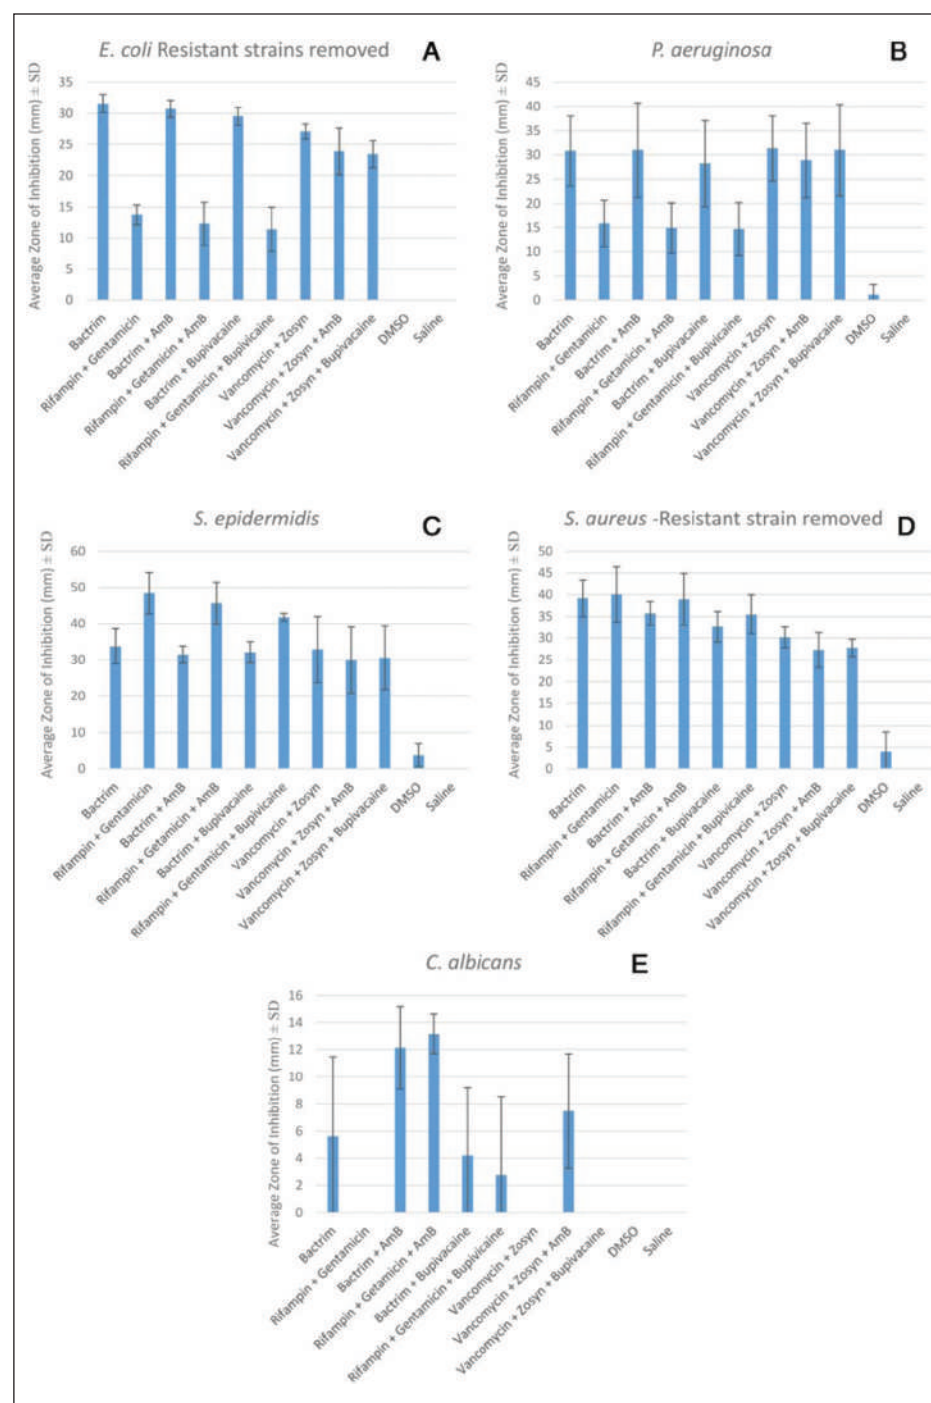 E. coli Resistant strains removed A
Average Zone of Inhibition (mm) ± SD
35
30
25
20
15
10
5
0
Bactrim
Rifampin + Gentamicin
Bactrim + AmB
Rifampin + Getamicin + AmB
Bactrim + Bupivacaine
Rifampin + Gentamicin + Bupivicaine
Vancomycin + Zosyn
Vancomycin + Zosyn + AmB
Vancomycin + Zosyn + Bupivacaine
DMSO
Saline
P. aeruginosa B
Average Zone of Inhibition (mm) ± SD
45
40
35
30
25
20
15
10
5
0
Bactrim
Rifampin + Gentamicin
Bactrim + AmB
Rifampin + Getamicin + AmB
Bactrim + Bupivacaine
Rifampin + Gentamicin + Bupivicaine
Vancomycin + Zosyn
Vancomycin + Zosyn + AmB
Vancomycin + Zosyn + Bupivacaine
DMSO
Saline
S. epidermidis C
Average Zone of Inhibition (mm) ± SD
60
50
40
30
20
10
0
Bactrim
Rifampin + Gentamicin
Bactrim + AmB
Rifampin + Getamicin + AmB
Bactrim + Bupivacaine
Rifampin + Gentamicin + Bupivicaine
Vancomycin + Zosyn
Vancomycin + Zosyn + AmB
Vancomycin + Zosyn + Bupivacaine
DMSO
Saline
S. aureus -Resistant strain removed D
Average Zone of Inhibition (mm) ± SD
50
45
40
35
30
25
20
15
10
5
0
Bactrim
Rifampin + Gentamicin
Bactrim + AmB
Rifampin + Getamicin + AmB
Bactrim + Bupivacaine
Rifampin + Gentamicin + Bupivicaine
Vancomycin + Zosyn
Vancomycin + Zosyn + AmB
Vancomycin + Zosyn + Bupivacaine
DMSO
Saline
C. albicans E
Average Zone of Inhibition (mm) ± SD
16
14
12
10
8
6
4
2
0
Bactrim
Rifampin + Gentamicin
Bactrim + AmB
Rifampin + Getamicin + AmB
Bactrim + Bupivacaine
Rifampin + Gentamicin + Bupivicaine
Vancomycin + Zosyn
Vancomycin + Zosyn + AmB
Vancomycin + Zosyn + Bupivacaine
DMSO
Saline